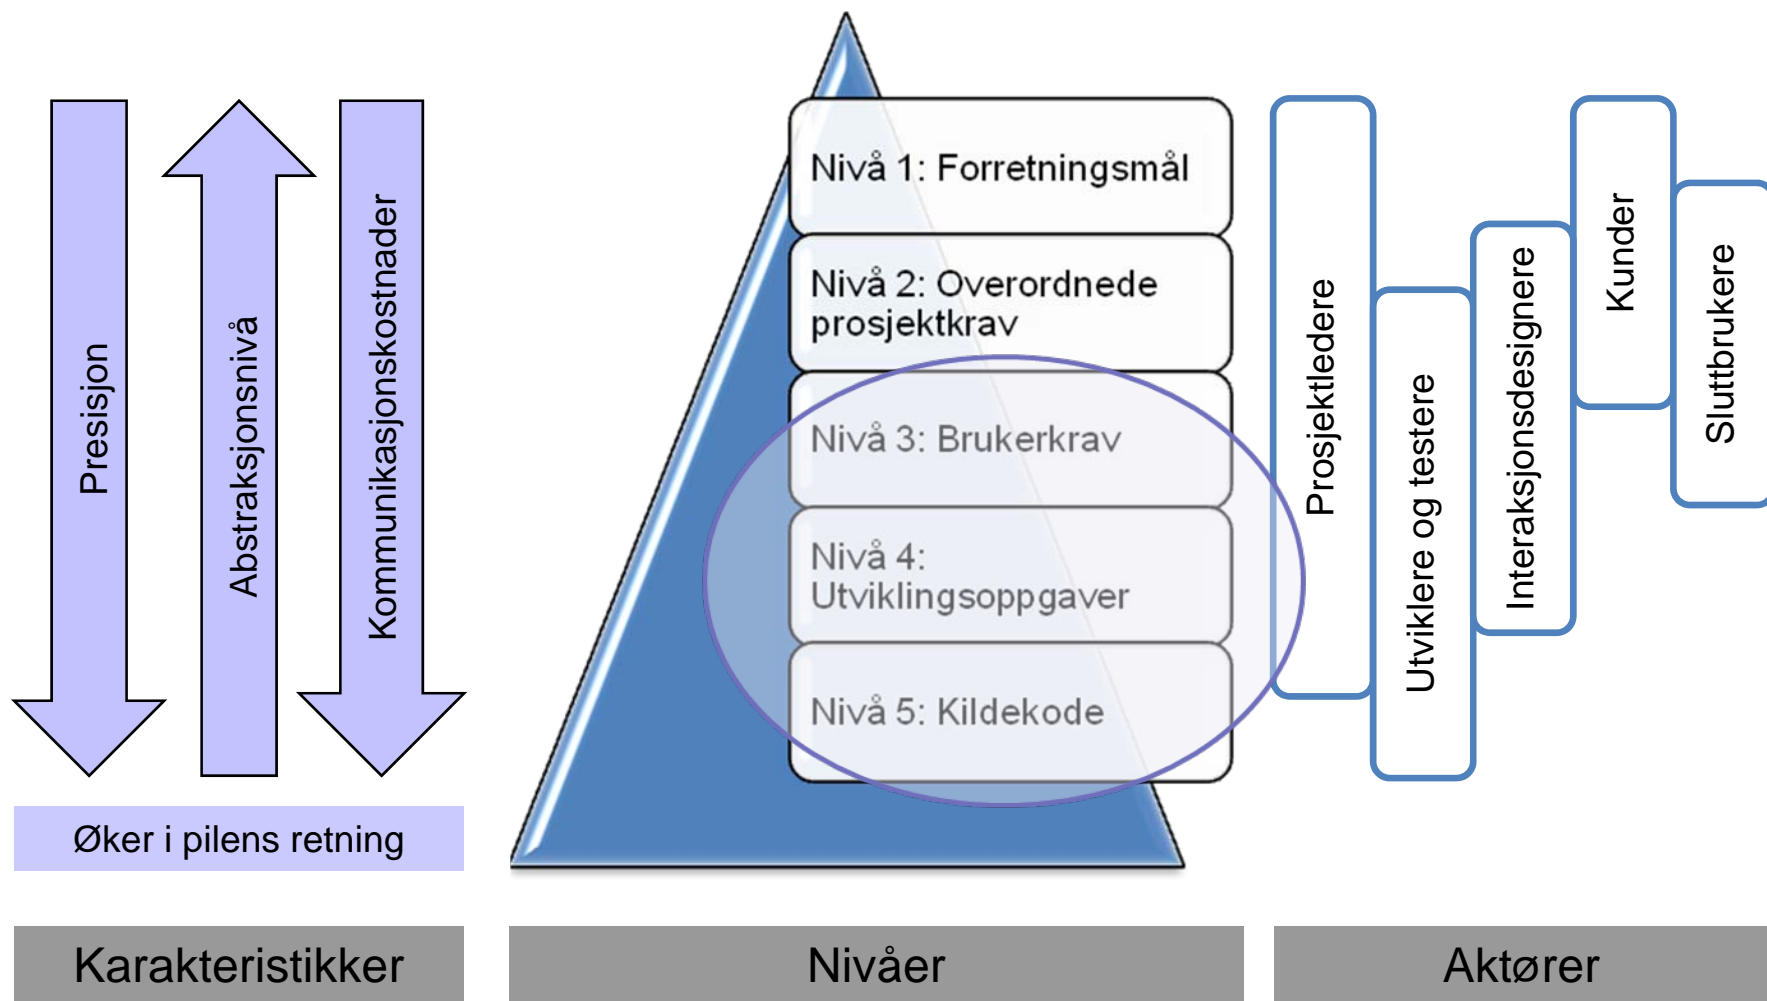 Presisjon
Abstraksjonsnivå
Kommunikasjonskostnader
Øker i pilens retning
Karakteristikker
Nivå 1: Forretningsmål
Nivå 2: Overordnede
prosjektkrav
Nivå 3: Brukerkrav
Nivå 4:
Utviklingsoppgaver
Nivå 5: Kildekode
Nivåer
Prosjektledere
Utviklere og testere
Interaksjonsdesignere
Kunder
Sluttbrukere
Aktører